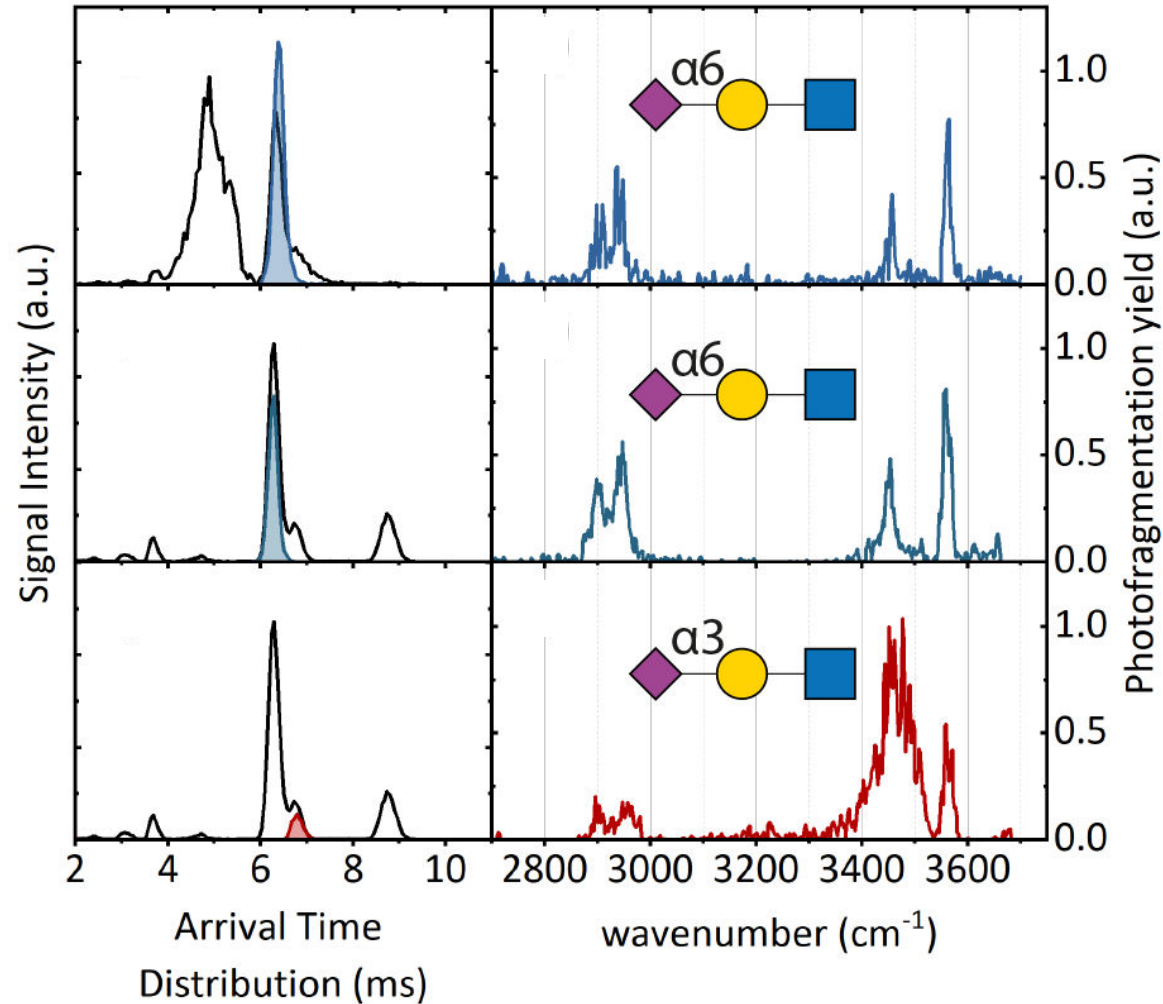 Signal Intensity (a.u.)
α6
1.0
0.5
0.0
α6
1.0
0.5
0.0
α3
1.0
0.5
0.0
Photofragmentation yield (a.u.)
2 4 6 8 10
2800 3000 3200 3400 3600
Arrival Time
Distribution (ms)
wavenumber (cm⁻¹)